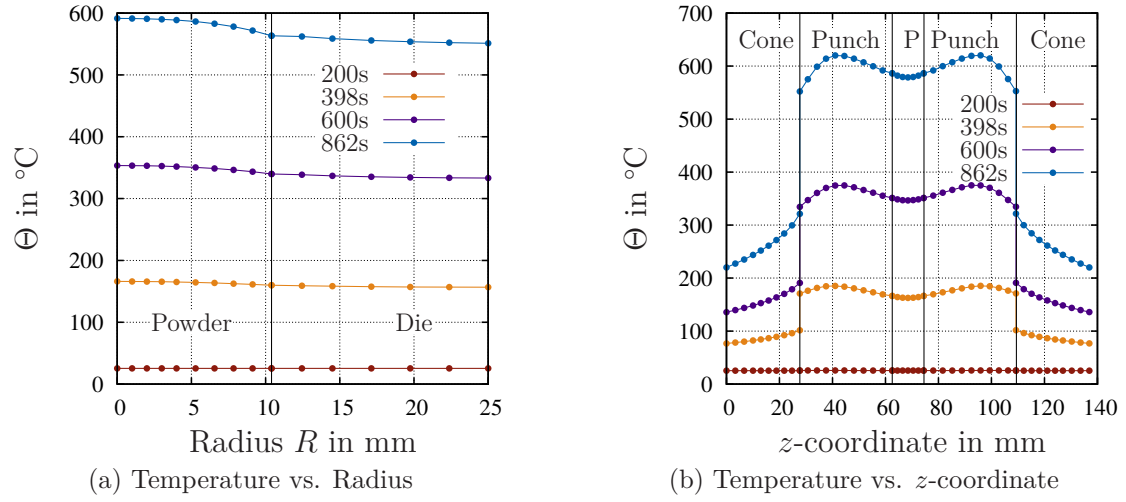 600
500
400
300
200
100
0
Θ in °C
200s
398s
600s
862s
Powder
Die
0
5
10
15
20
25
Radius R in mm
(a) Temperature vs. Radius
700
600
500
400
300
200
100
0
Θ in °C
Cone Punch P Punch Cone
200s
398s
600s
862s
0
20
40
60
80
100
120
140
z-coordinate in mm
(b) Temperature vs. z-coordinate